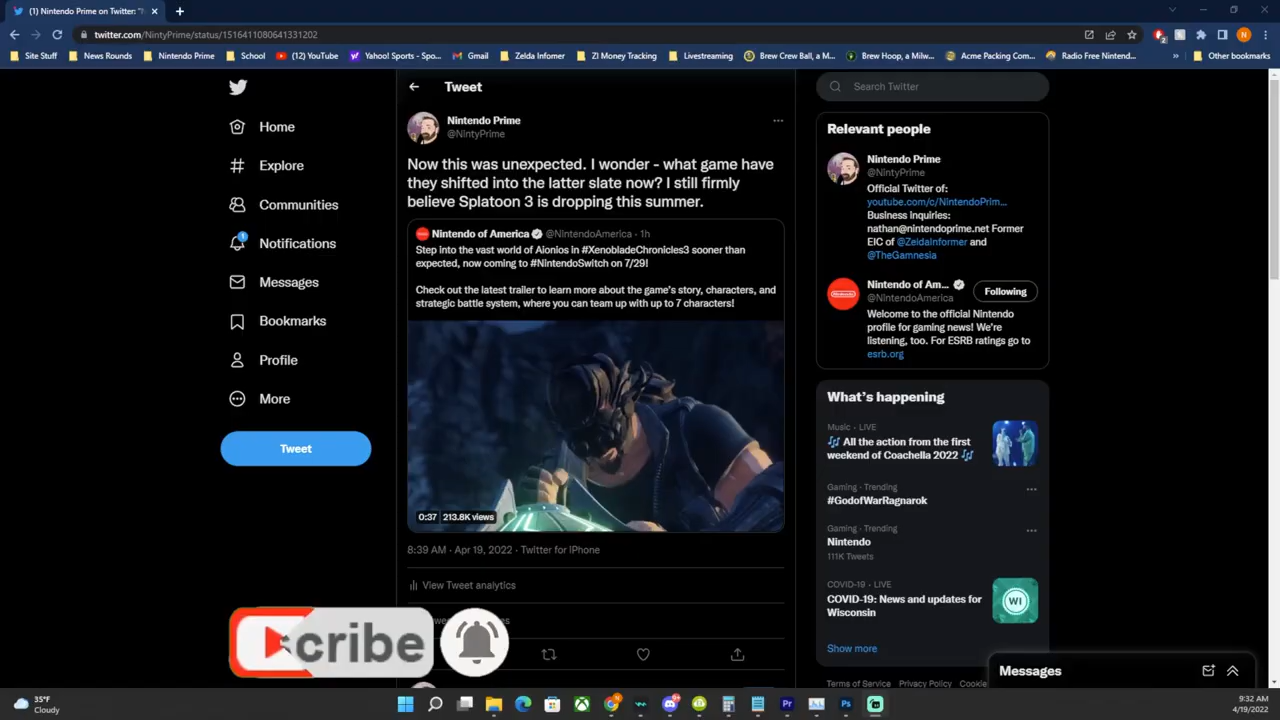 (1) Nintendo Prime on Twitter: "
twitter.com/NintyPrime/status/1516411080641331202
Site Stuff
News Rounds
Nintendo Prime
School
(12) YouTube
Yahoo! Sports - Spo...
Gmail
Zelda Infomer
ZI Money Tracking
Livestreaming
Brew Crew Ball, a M...
Brew Hoop, a Milw...
Acme Packing Com...
Radio Free Nintend...
Other bookmarks
Home
Explore
Communities
Notifications
Messages
Bookmarks
Profile
More
Tweet
Tweet
Nintendo Prime
@NintyPrime
Now this was unexpected. I wonder - what game have
they shifted into the latter slate now? I still firmly
believe Splatoon 3 is dropping this summer.
Nintendo of America @NintendoAmerica · 1h
Step into the vast world of Aionios in #XenobladeChronicles3 sooner than
expected, now coming to #NintendoSwitch on 7/29!
Check out the latest trailer to learn more about the game's story, characters, and
strategic battle system, where you can team up with up to 7 characters!
0:37 213.8K views
8:39 AM · Apr 19, 2022 · Twitter for iPhone
View Tweet analytics
cribe
Search Twitter
Relevant people
Nintendo Prime
@NintyPrime
Official Twitter of:
youtube.com/c/NintendoPrim...
Business inquiries:
nathan@nintendoprime.net Former
EIC of @ZeldaInformer and
@TheGamnesia
Nintendo of Am...
@NintendoAmerica
Following
Welcome to the official Nintendo
profile for gaming news! We're
listening, too. For ESRB ratings go to
esrb.org
What's happening
Music · LIVE
🎶 All the action from the first
weekend of Coachella 2022 🎶
Gaming · Trending
#GodofWarRagnarok
Gaming · Trending
Nintendo
111K Tweets
COVID-19 · LIVE
COVID-19: News and updates for
Wisconsin
WI
Show more
Terms of Service Privacy Policy Cookie
Messages
35°F
Cloudy
9:32 AM
4/19/2022